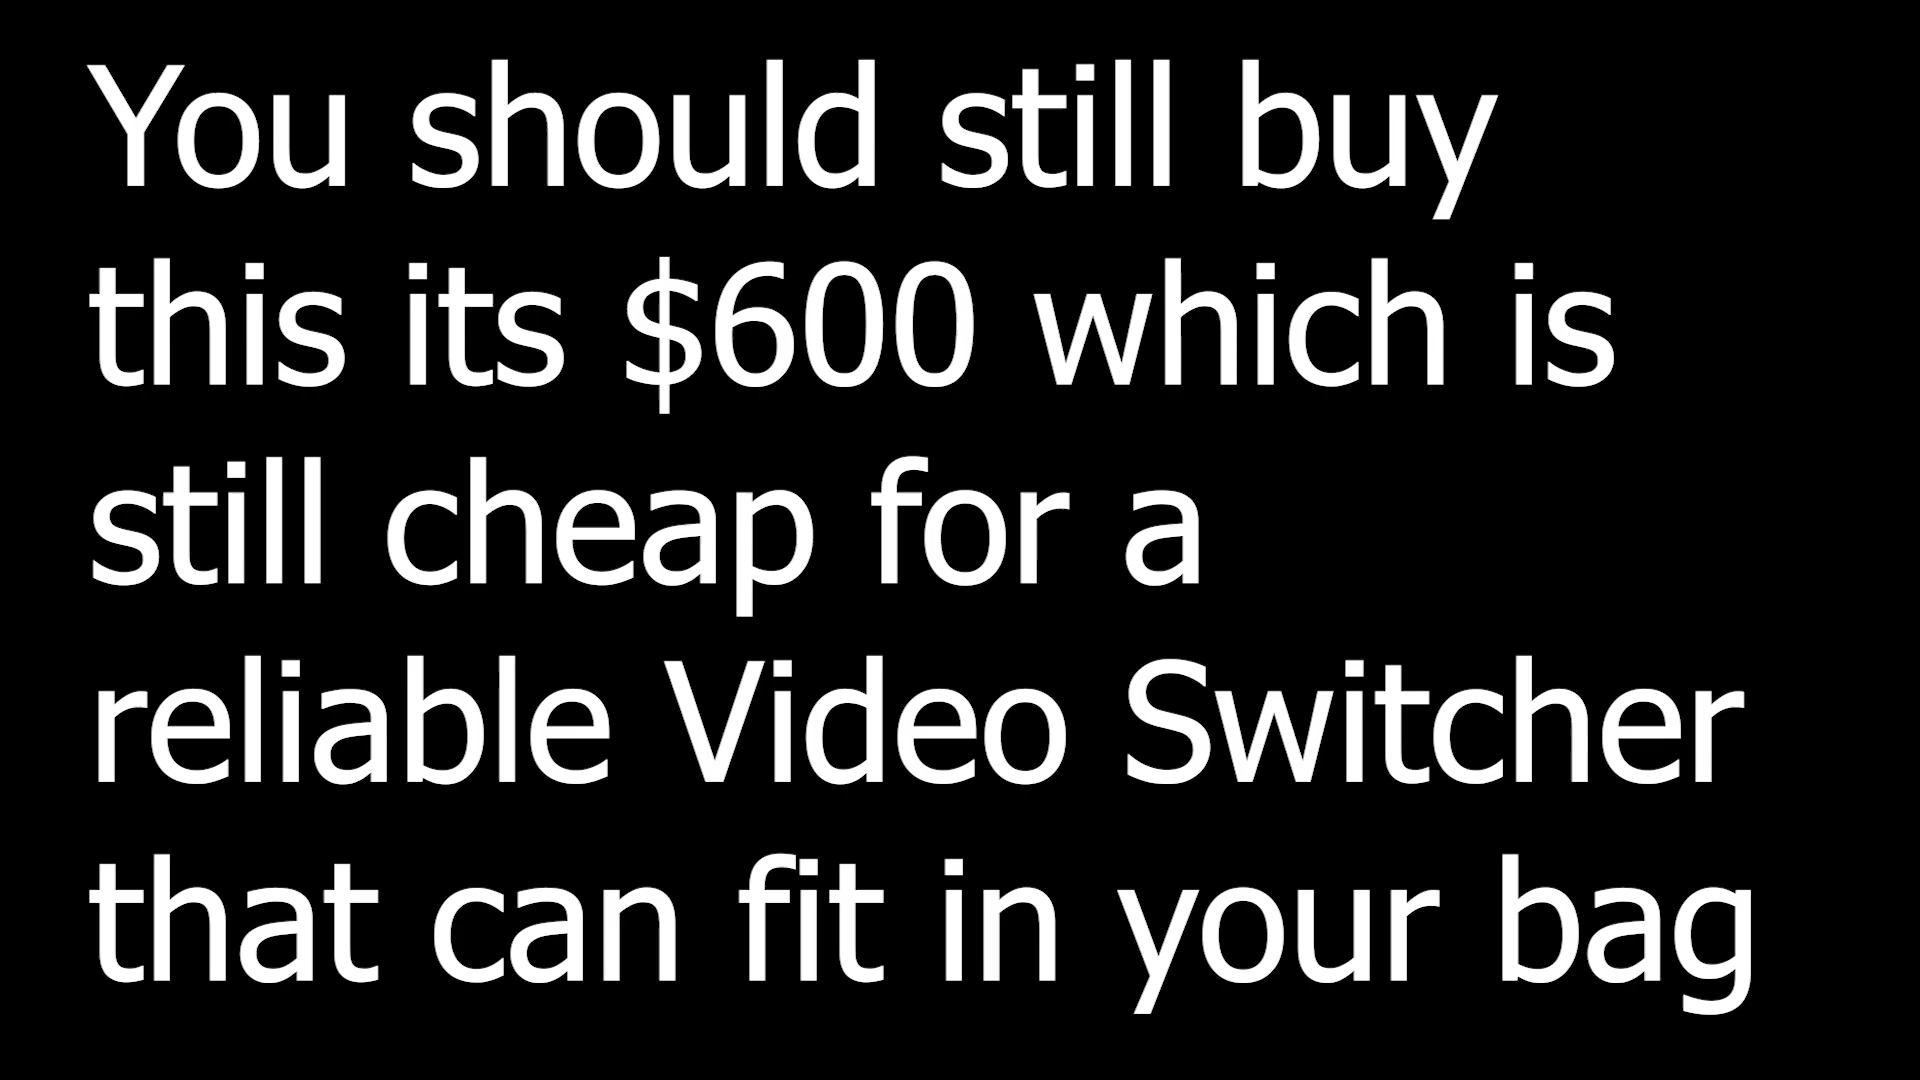 You should still buy
this its $600 which is
still cheap for a
reliable Video Switcher
that can fit in your bag